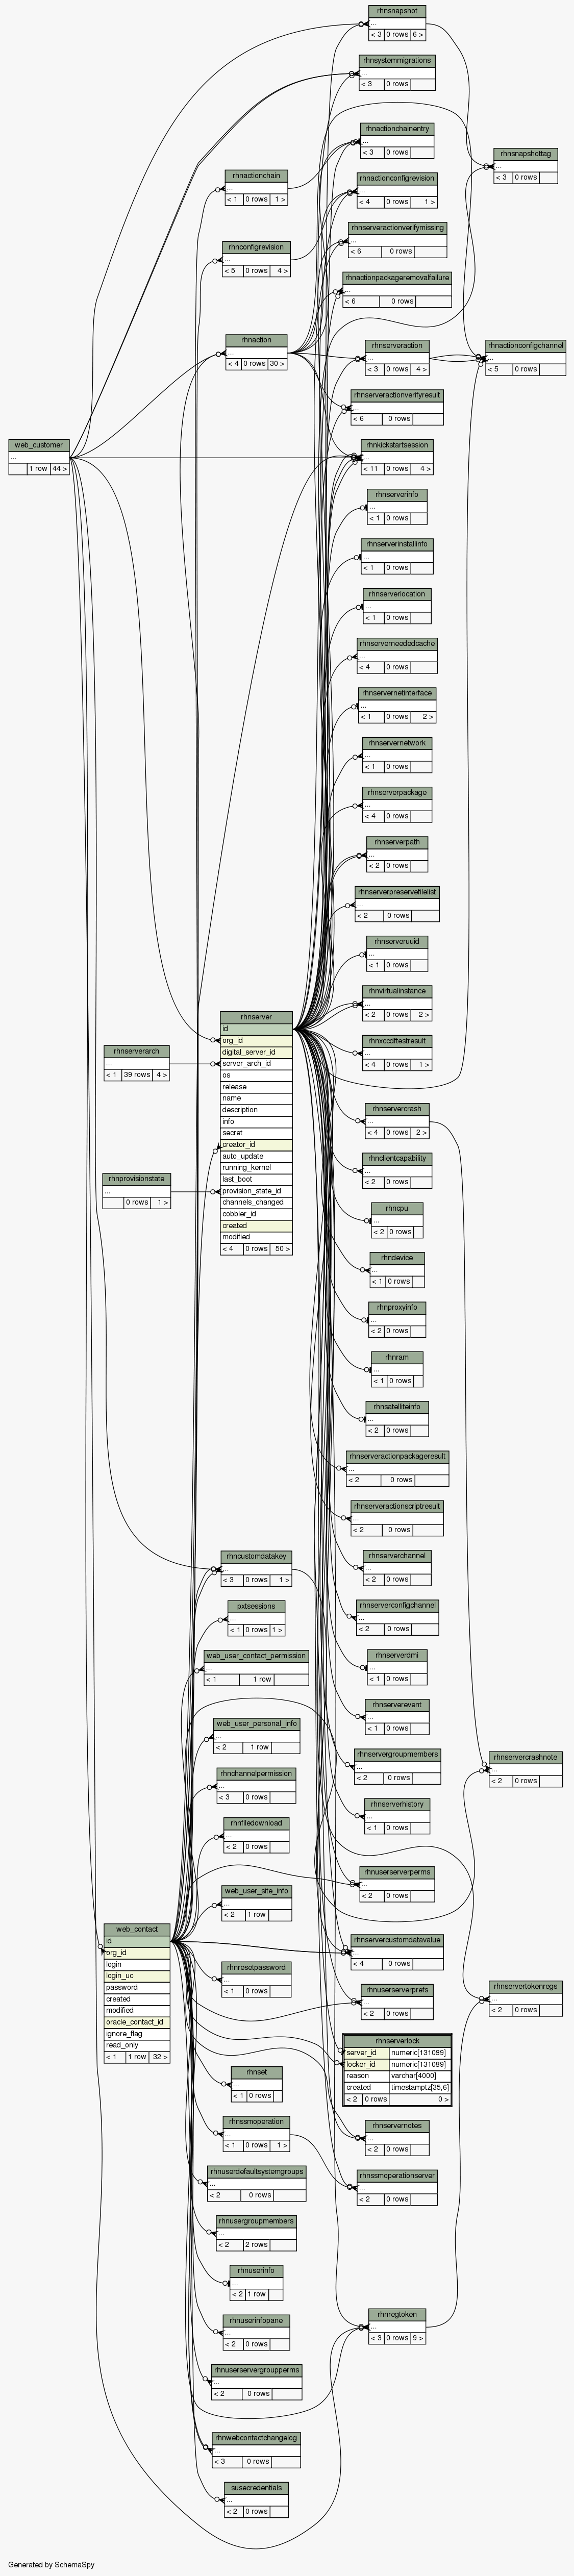 rhnsnapshot
...
< 3 0 rows 6 >
rhnsystemmigrations
...
< 3 0 rows
rhnactionchainentry
...
< 3 0 rows
rhnsnapshottag
...
< 3 0 rows
rhnactionchain
...
< 1 0 rows 1 >
rhnactionconfigrevision
...
< 4 0 rows 1 >
rhnserveractionverifymissing
...
< 6 0 rows
rhnconfigrevision
...
< 5 0 rows 4 >
rhnactionpackageremovalfailure
...
< 6 0 rows
rhnaction
...
< 4 0 rows 30 >
rhnserveraction
...
< 3 0 rows 4 >
rhnactionconfigchannel
...
< 5 0 rows
rhnserveractionverifyresult
...
< 6 0 rows
web_customer
...
1 row 44 >
rhnkickstartsession
...
< 11 0 rows 4 >
rhnserverinfo
...
< 1 0 rows
rhnserverinstallinfo
...
< 1 0 rows
rhnserverlocation
...
< 1 0 rows
rhnserverneededcache
...
< 4 0 rows
rhnservernetinterface
...
< 1 0 rows 2 >
rhnservernetwork
...
< 1 0 rows
rhnserverpackage
...
< 4 0 rows
rhnserverpath
...
< 2 0 rows
rhnserverpreservefilelist
...
< 2 0 rows
rhnserveruuid
...
< 1 0 rows
rhnvirtualinstance
...
< 2 0 rows 2 >
rhnxccdftestresult
...
< 4 0 rows 1 >
rhnserver
id
org_id
digital_server_id
server_arch_id
os
release
name
description
info
secret
creator_id
auto_update
running_kernel
last_boot
provision_state_id
channels_changed
cobbler_id
created
modified
< 4 0 rows 50 >
rhnserverarch
...
< 1 39 rows 4 >
rhnprovisionstate
...
0 rows 1 >
rhnservercrash
...
< 4 0 rows 2 >
rhnclientcapability
...
< 2 0 rows
rhncpu
...
< 2 0 rows
rhndevice
...
< 1 0 rows
rhnproxyinfo
...
< 2 0 rows
rhnram
...
< 1 0 rows
rhnsatelliteinfo
...
< 2 0 rows
rhnserveractionpackageresult
...
< 2 0 rows
rhnserveractionscriptresult
...
< 2 0 rows
rhncustomdatakey
...
< 3 0 rows 1 >
rhnserverchannel
...
< 2 0 rows
pxtsessions
...
< 1 0 rows 1 >
rhnserverconfigchannel
...
< 2 0 rows
web_user_contact_permission
...
< 1 1 row
rhnserverdmi
...
< 1 0 rows
web_user_personal_info
...
< 2 1 row
rhnserverevent
...
< 1 0 rows
rhnchannelpermission
...
< 3 0 rows
rhnservergroupmembers
...
< 2 0 rows
rhnservercrashnote
...
< 2 0 rows
rhnfiledownload
...
< 2 0 rows
rhnserverhistory
...
< 1 0 rows
web_user_site_info
...
< 2 1 row
rhnuserserverperms
...
< 2 0 rows
web_contact
id
org_id
login
login_uc
password
created
modified
oracle_contact_id
ignore_flag
read_only
< 1 1 row 32 >
rhnservercustomdatavalue
...
< 4 0 rows
rhnresetpassword
...
< 1 0 rows
rhnuserserverprefs
...
< 2 0 rows
rhnservertokenregs
...
< 2 0 rows
rhnserverlock
server_id numeric[131089]
locker_id numeric[131089]
reason varchar[4000]
created timestamptz[35,6]
< 2 0 rows 0 >
rhnset
...
< 1 0 rows
rhnssmoperation
...
< 1 0 rows 1 >
rhnservernotes
...
< 2 0 rows
rhnuserdefaultsystemgroups
...
< 2 0 rows
rhnssmoperationserver
...
< 2 0 rows
rhnusergroupmembers
...
< 2 2 rows
rhnuserinfo
...
< 2 1 row
rhnuserinfopane
...
< 2 0 rows
rhnregtoken
...
< 3 0 rows 9 >
rhnuserservergroupperms
...
< 2 0 rows
rhnwebcontactchangelog
...
< 3 0 rows
susecredentials
...
< 2 0 rows
Generated by SchemaSpy